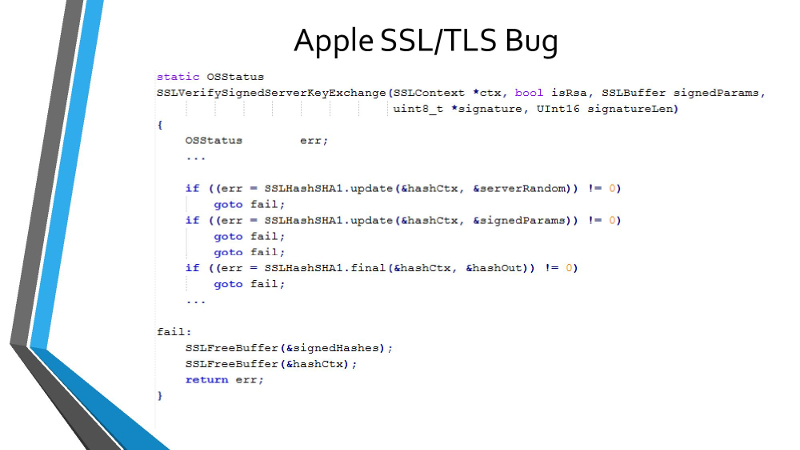 Apple SSL/TLS Bug
static OSStatus
SSLVerifySignedServerKeyExchange(SSLContext *ctx, bool isRsa, SSLBuffer signedParams,
uint8_t *signature, UInt16 signatureLen)
{
OSStatus err;
...
if ((err = SSLHashSHA1.update(&hashCtx, &serverRandom)) != 0)
goto fail;
if ((err = SSLHashSHA1.update(&hashCtx, &signedParams)) != 0)
goto fail;
goto fail;
if ((err = SSLHashSHA1.final(&hashCtx, &hashOut)) != 0)
goto fail;
...
fail:
SSLFreeBuffer(&signedHashes);
SSLFreeBuffer(&hashCtx);
return err;
}